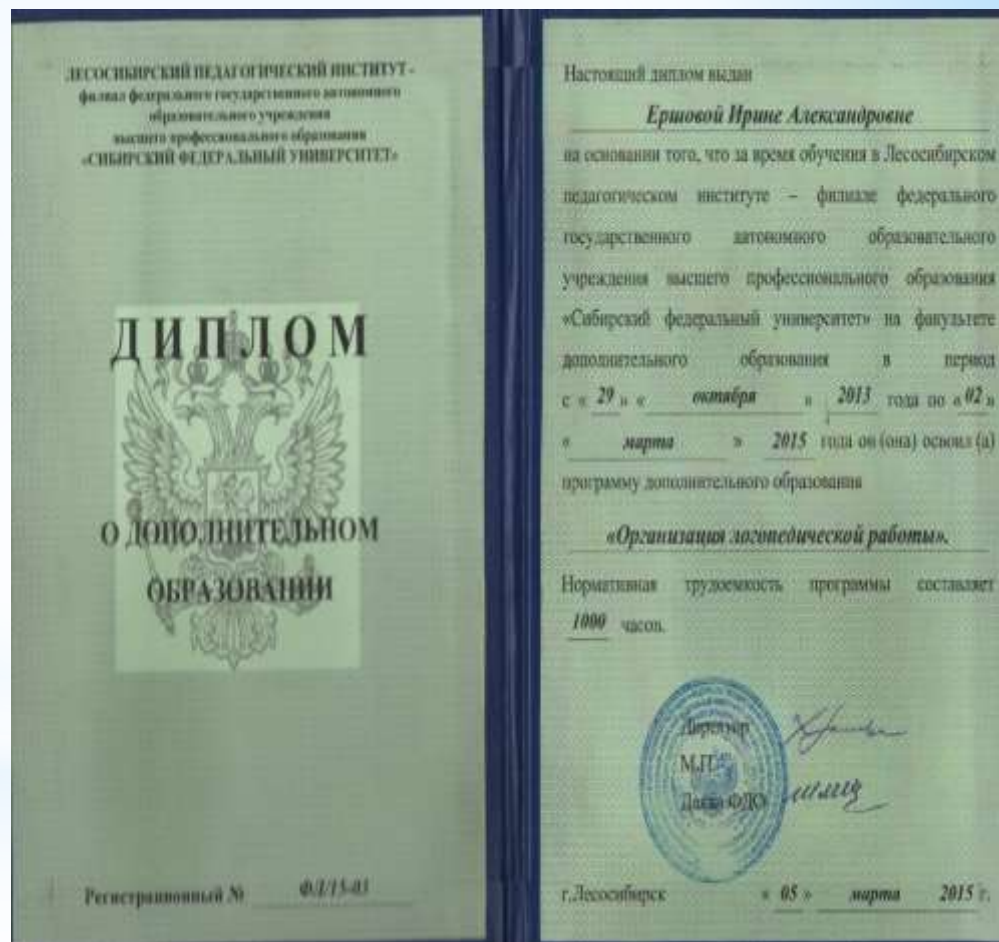 ЛЕСОСИБИРСКИЙ ПЕДАГОГИЧЕСКИЙ ИНСТИТУТ -
филиал федерального государственного автономного
образовательного учреждения
высшего профессионального образования
«СИБИРСКИЙ ФЕДЕРАЛЬНЫЙ УНИВЕРСИТЕТ»
ДИПЛОМ
О ДОПОЛНИТЕЛЬНОМ
ОБРАЗОВАНИИ
Регистрационный №
Настоящий диплом выдан
Ершовой Ирине Александровне
на основании того, что за время обучения в Лесосибирском
педагогическом институте – филиале федерального
государственного автономного образовательного
учреждения высшего профессионального образования
«Сибирский федеральный университет» на факультете
дополнительного образования в период
с « 29 » « октября » 2013 года по « 02 »
« марта » 2015 года он (она) освоил (а)
программу дополнительного образования
«Организация логопедической работы».
Нормативная трудоемкость программы составляет
1000 часов.
Директор
М.П.
Декан ФДО
г.Лесосибирск « 05 » марта 2015 г.